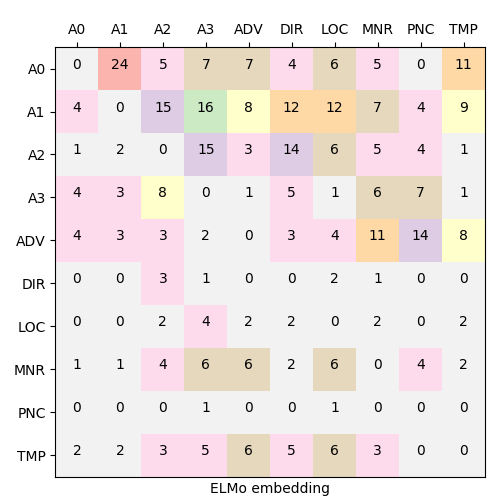 A0 A1 A2 A3 ADV DIR LOC MNR PNC TMP
A0 0 24 5 7 7 4 6 5 0 11
A1 4 0 15 16 8 12 12 7 4 9
A2 1 2 0 15 3 14 6 5 4 1
A3 4 3 8 0 1 5 1 6 7 1
ADV 4 3 3 2 0 3 4 11 14 8
DIR 0 0 3 1 0 0 2 1 0 0
LOC 0 0 2 4 2 2 0 2 0 2
MNR 1 1 4 6 6 2 6 0 4 2
PNC 0 0 0 1 0 0 1 0 0 0
TMP 2 2 3 5 6 5 6 3 0 0
ELMo embedding